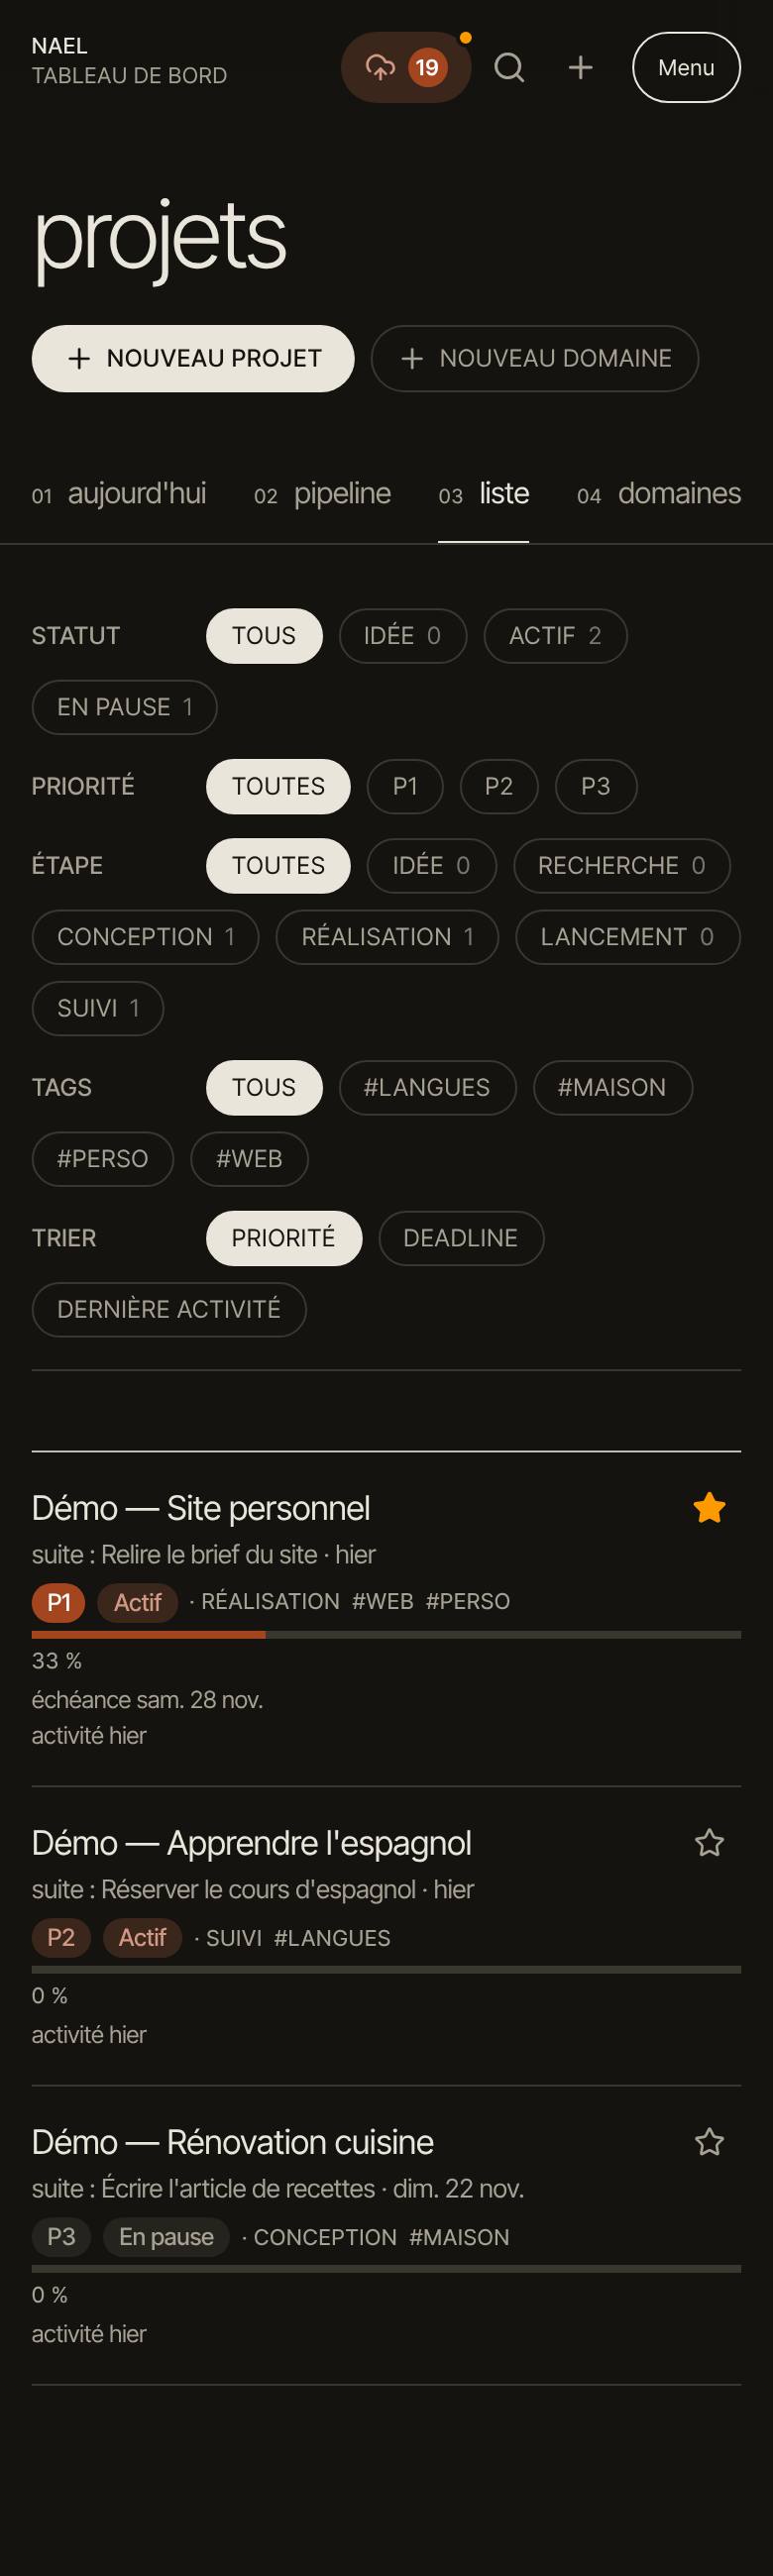 NAEL
TABLEAU DE BORD
19
Menu
projets
+ NOUVEAU PROJET
+ NOUVEAU DOMAINE
01 aujourd'hui 02 pipeline 03 liste 04 domaines
STATUT TOUS IDÉE 0 ACTIF 2
EN PAUSE 1
PRIORITÉ TOUTES P1 P2 P3
ÉTAPE TOUTES IDÉE 0 RECHERCHE 0
CONCEPTION 1 RÉALISATION 1 LANCEMENT 0
SUIVI 1
TAGS TOUS #LANGUES #MAISON
#PERSO #WEB
TRIER PRIORITÉ DEADLINE
DERNIÈRE ACTIVITÉ
Démo — Site personnel
suite : Relire le brief du site · hier
P1 Actif · RÉALISATION #WEB #PERSO
33 %
échéance sam. 28 nov.
activité hier
Démo — Apprendre l'espagnol
suite : Réserver le cours d'espagnol · hier
P2 Actif · SUIVI #LANGUES
0 %
activité hier
Démo — Rénovation cuisine
suite : Écrire l'article de recettes · dim. 22 nov.
P3 En pause · CONCEPTION #MAISON
0 %
activité hier